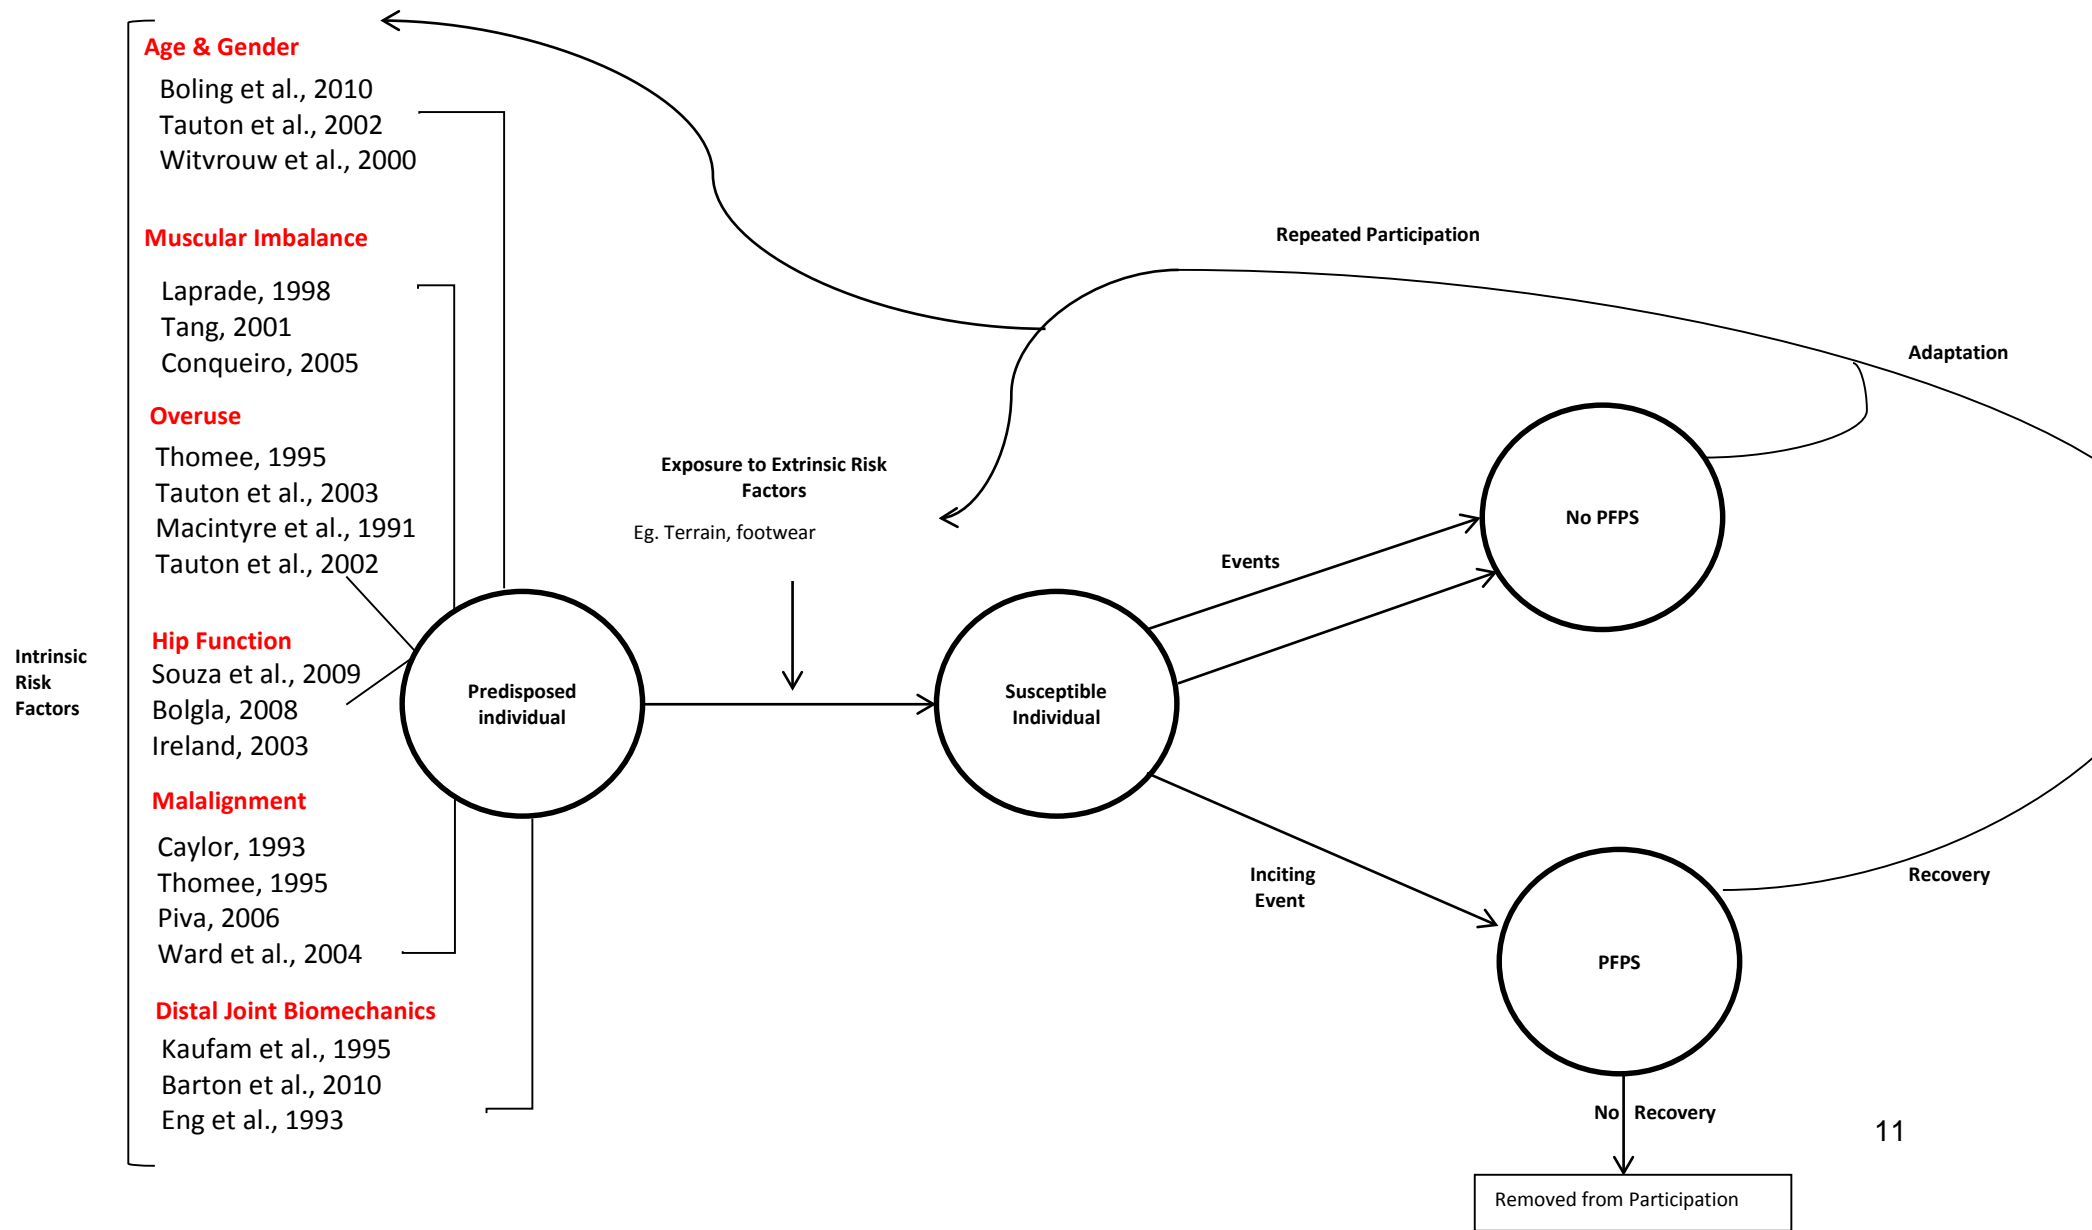 Age & Gender
Boling et al., 2010
Tauton et al., 2002
Witvrouw et al., 2000
Muscular Imbalance
Laprade, 1998
Tang, 2001
Conqueiro, 2005
Overuse
Thomee, 1995
Tauton et al., 2003
Macintyre et al., 1991
Tauton et al., 2002
Hip Function
Souza et al., 2009
Bolgla, 2008
Ireland, 2003
Malalignment
Caylor, 1993
Thomee, 1995
Piva, 2006
Ward et al., 2004
Distal Joint Biomechanics
Kaufam et al., 1995
Barton et al., 2010
Eng et al., 1993
Intrinsic
Risk
Factors
Predisposed
individual
Exposure to Extrinsic Risk
Factors
Eg. Terrain, footwear
Susceptible
Individual
Repeated Participation
Adaptation
Events
No PFPS
Inciting
Event
PFPS
Recovery
No Recovery
Removed from Participation
11